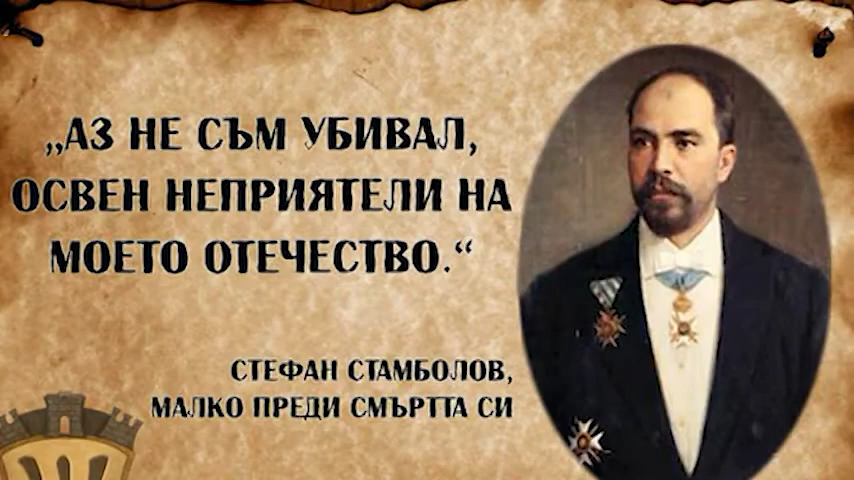 „АЗ НЕ СЪМ УБИВАЛ,
ОСВЕН НЕПРИЯТЕЛИ НА
МОЕТО ОТЕЧЕСТВО.“
СТЕФАН СТАМБОЛОВ,
МАЛКО ПРЕДИ СМЪРТТА СИ